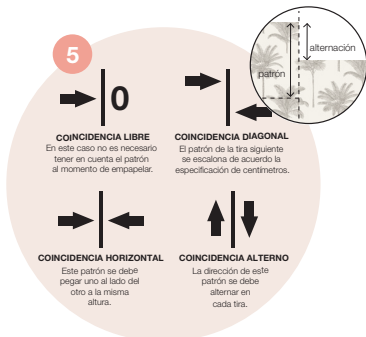 5
alternación
patrón
0
COINCIDENCIA LIBRE
En este caso no es necesario
tener en cuenta el patrón
al momento de empapelar.
COINCIDENCIA DIAGONAL
El patrón de la tira siguiente
se escalona de acuerdo la
especificación de centímetros.
COINCIDENCIA HORIZONTAL
Este patrón se debe
pegar uno al lado del
otro a la misma
altura.
COINCIDENCIA ALTERNO
La dirección de este
patrón se debe
alternar en
cada tira.